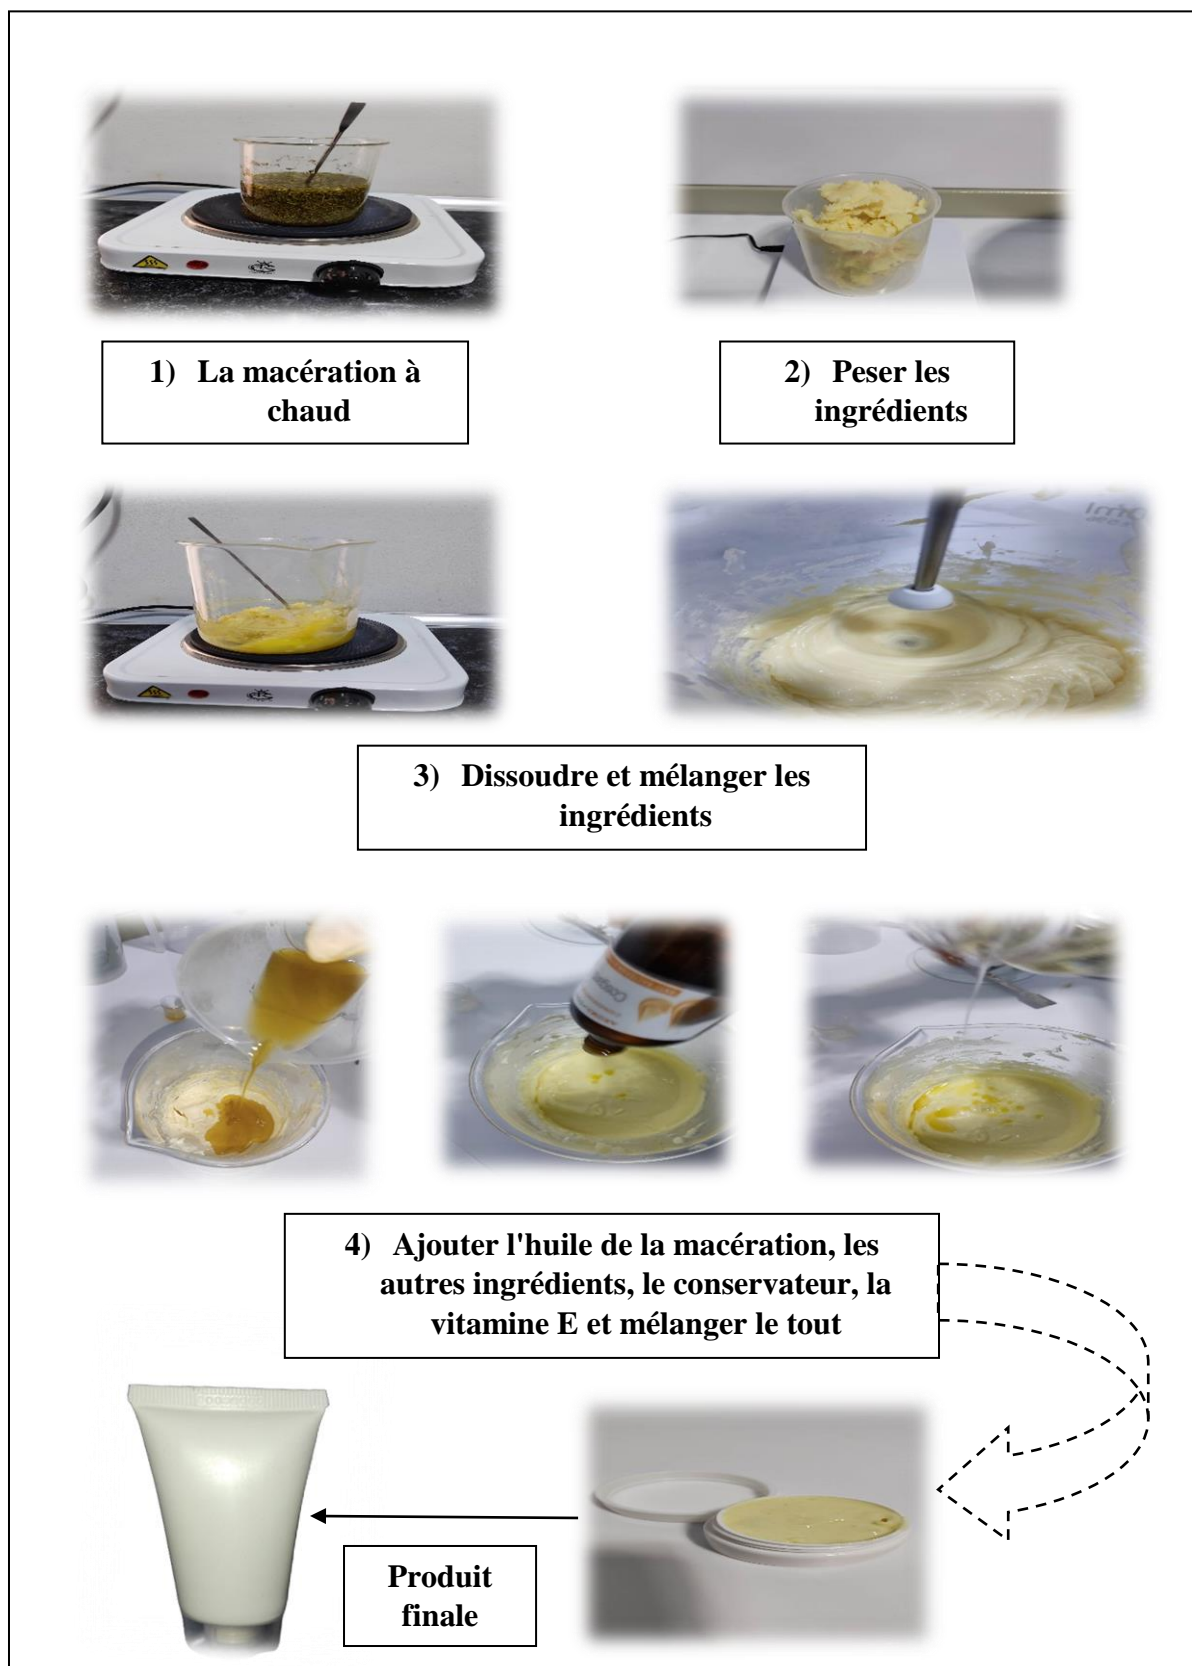 1) La macération à
chaud
2) Peser les
ingrédients
3) Dissoudre et mélanger les
ingrédients
4) Ajouter l'huile de la macération, les
autres ingrédients, le conservateur, la
vitamine E et mélanger le tout
Produit
finale